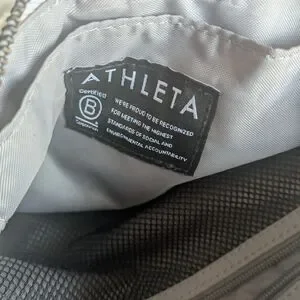 ATHLETA
Certified
B
Corporation
WE'RE PROUD TO BE RECOGNIZED
FOR MEETING THE HIGHEST
STANDARDS OF SOCIAL AND
ENVIRONMENTAL ACCOUNTABILITY